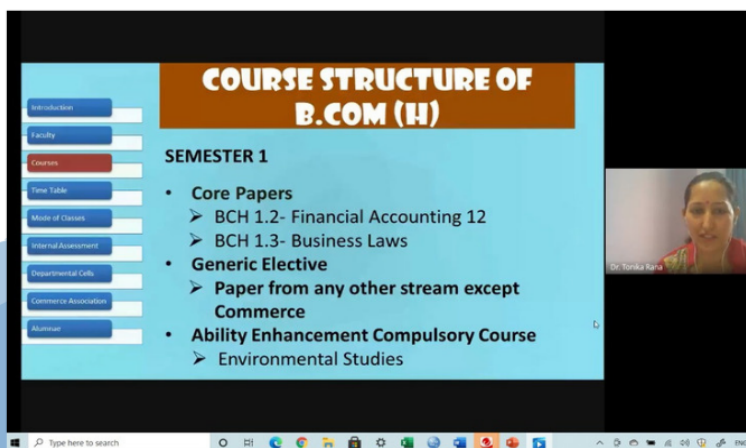 COURSE STRUCTURE OF
B.COM (H)
Introduction
Faculty
Courses
Time Table
Mode of Classes
Internal Assessment
Departmental Cells
Commerce Association
Alumnae
SEMESTER 1
• Core Papers
➢ BCH 1.2- Financial Accounting 12
➢ BCH 1.3- Business Laws
• Generic Elective
➢ Paper from any other stream except
Commerce
• Ability Enhancement Compulsory Course
➢ Environmental Studies
Dr. Tonika Rana
Type here to search
ENG